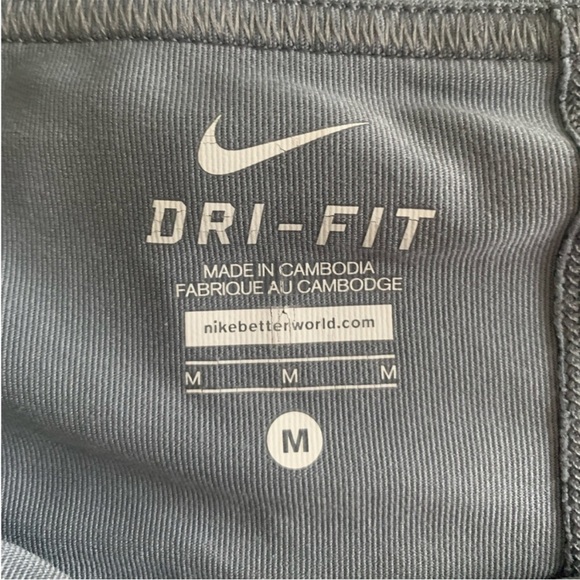 DRI-FIT
MADE IN CAMBODIA
FABRIQUE AU CAMBODGE
nikebetterworld.com
M M M
M